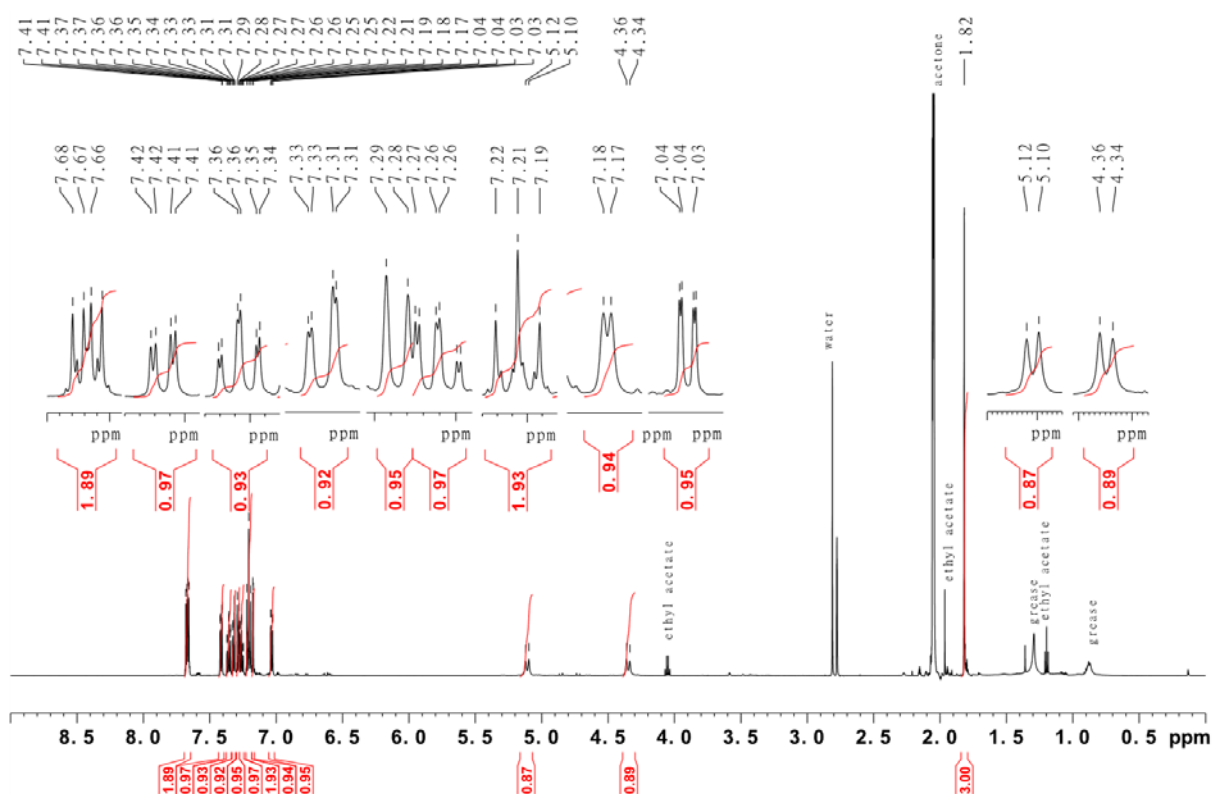 7.41 7.41 7.37 7.37 7.36 7.36 7.35 7.34 7.33 7.33 7.31 7.31 7.29 7.28 7.27 7.27 7.26 7.26 7.25 7.25 7.22 7.21 7.19 7.18 7.17 7.04 7.04 7.03 7.03 5.12 5.10 4.36 4.34 acetone 1.82
7.68 7.67 7.66 7.42 7.42 7.41 7.41 7.36 7.36 7.35 7.34 7.33 7.33 7.31 7.31 7.29 7.28 7.27 7.26 7.26 7.22 7.21 7.19 7.18 7.17 7.04 7.04 7.03 5.12 5.10 4.36 4.34
water
ppm ppm ppm ppm ppm ppm ppm ppm ppm ppm
1.89 0.97 0.93 0.92 0.95 0.97 1.93 0.94 0.95 0.87 0.89
ethyl acetate
ethyl acetate
grease
ethyl acetate
grease
8.5 8.0 7.5 7.0 6.5 6.0 5.5 5.0 4.5 4.0 3.5 3.0 2.5 2.0 1.5 1.0 0.5 ppm
1.89 0.97 0.93 0.92 0.95 0.97 1.93 0.94 0.95 0.87 0.89 3.00